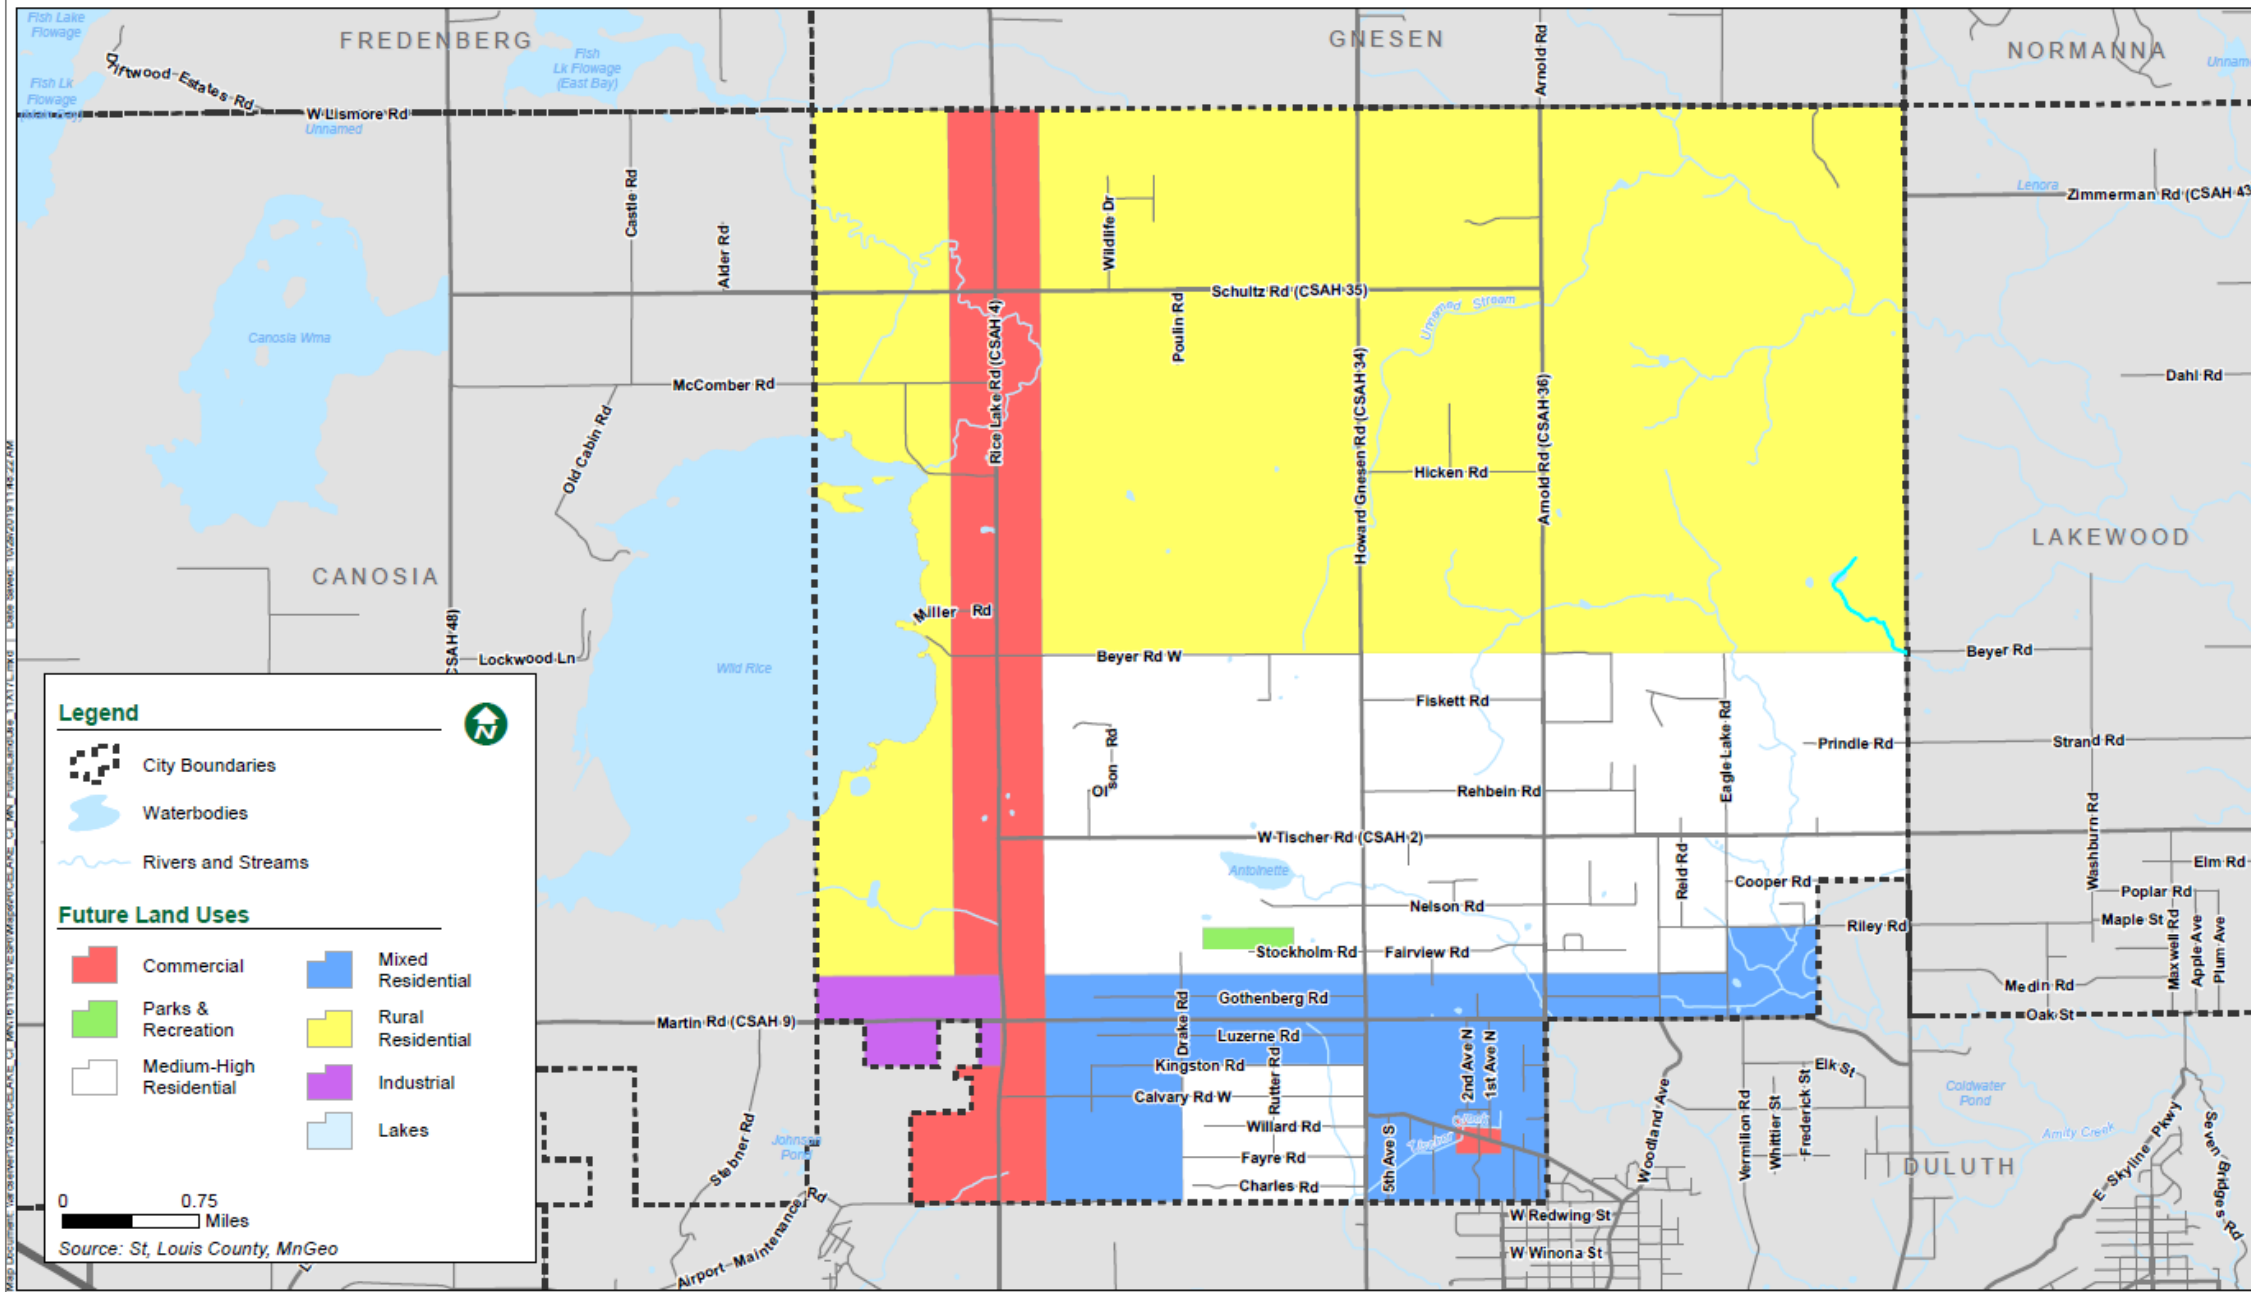 Fish Lake
Flowage
FREDENBERG
Fish
Lk Flowage
(East Bay)
GNESEN
Arnold Rd
NORMANNA
Driftwood Estates Rd
Fish Lk
Flowage
W Lismore Rd
Unnamed
Castle Rd
Alder Rd
Wildlife Dr
Lenora
Zimmerman Rd (CSAH 43
Schultz Rd (CSAH 35)
Unnamed Stream
Canosia Wma
Poulin Rd
Rice Lake Rd (CSAH 4)
Howard Gnesen Rd (CSAH 34)
Arnold Rd (CSAH 36)
McComber Rd
Dahl Rd
Old Cabin Rd
Hicken Rd
LAKEWOOD
CANOSIA
Miller Rd
CSAH 48)
Lockwood Ln
Wild Rice
Beyer Rd W
Beyer Rd
Fiskett Rd
Eagle Lake Rd
Prindle Rd
Strand Rd
Olson Rd
Rehbein Rd
W Tischer Rd (CSAH 2)
Washburn Rd
Antoinette
Reid Rd
Cooper Rd
Elm Rd
Poplar Rd
Nelson Rd
Maple St
Riley Rd
Stockholm Rd
Fairview Rd
Maxwell Rd
Apple Ave
Plum Ave
Medin Rd
Gothenberg Rd
Drake Rd
Oak St
Martin Rd (CSAH 9)
Luzerne Rd
2nd Ave N
1st Ave N
Kingston Rd
Rutter Rd
Elk St
Calvary Rd W
Woodland Ave
Vermilion Rd
Whittier St
Frederick St
Coldwater
Pond
Willard Rd
Tischer Creek
Amity Creek
Stebner Rd
Johnson
Pond
Fayre Rd
5th Ave S
DULUTH
E Skyline Pkwy
Seven Bridges Rd
Charles Rd
Airport Maintenance Rd
W Redwing St
W Winona St
Legend
N
City Boundaries
Waterbodies
Rivers and Streams
Future Land Uses
Commercial
Parks &
Recreation
Medium-High
Residential
Mixed
Residential
Rural
Residential
Industrial
Lakes
0 0.75
Miles
Source: St, Louis County, MnGeo